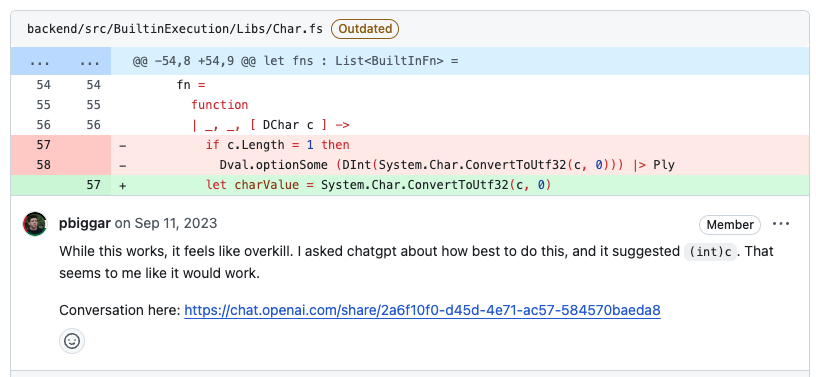 backend/src/BuiltinExecution/Libs/Char.fs Outdated
... ... @@ -54,8 +54,9 @@ let fns : List<BuiltInFn> =
54 54 fn =
55 55 function
56 56 | _, _, [ DChar c ] ->
57 - if c.Length = 1 then
58 - Dval.optionSome (DInt(System.Char.ConvertToUtf32(c, 0))) |> Ply
57 + let charValue = System.Char.ConvertToUtf32(c, 0)
pbiggar on Sep 11, 2023 Member ...
While this works, it feels like overkill. I asked chatgpt about how best to do this, and it suggested (int)c. That
seems to me like it would work.
Conversation here: https://chat.openai.com/share/2a6f10f0-d45d-4e71-ac57-584570baeda8